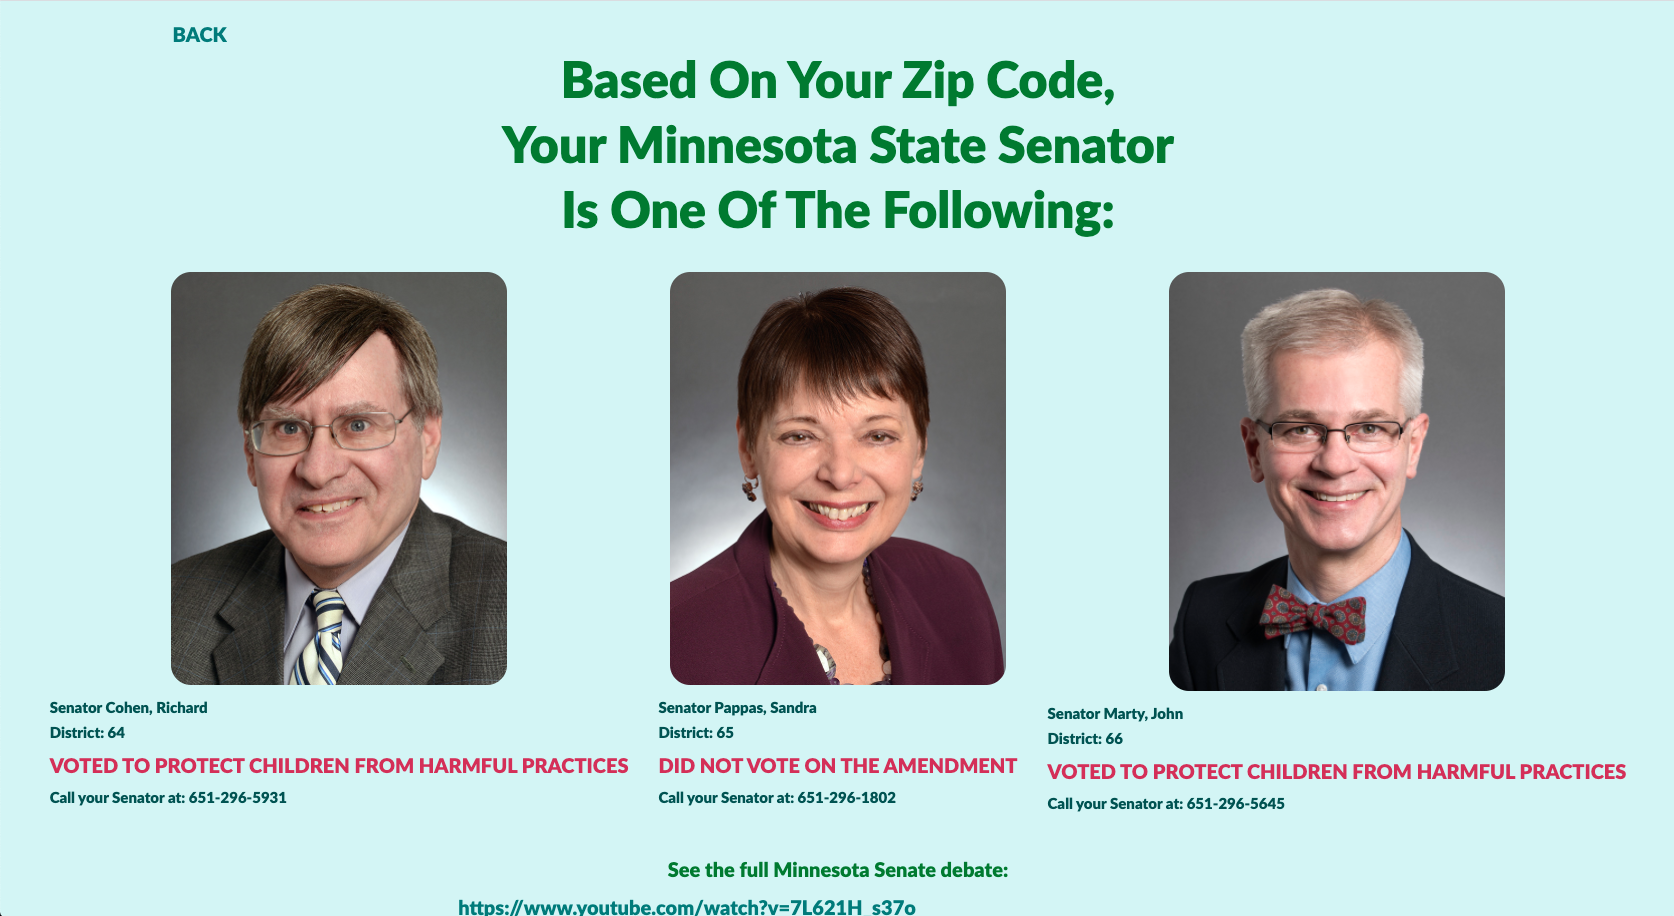 BACK
Based On Your Zip Code,
Your Minnesota State Senator
Is One Of The Following:
Senator Cohen, Richard
District: 64
VOTED TO PROTECT CHILDREN FROM HARMFUL PRACTICES
Call your Senator at: 651-296-5931
Senator Pappas, Sandra
District: 65
DID NOT VOTE ON THE AMENDMENT
Call your Senator at: 651-296-1802
Senator Marty, John
District: 66
VOTED TO PROTECT CHILDREN FROM HARMFUL PRACTICES
Call your Senator at: 651-296-5645
See the full Minnesota Senate debate:
https://www.youtube.com/watch?v=7L621H_s37o